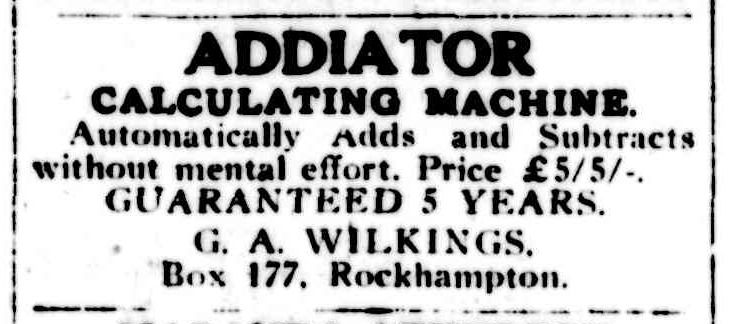 ADDIATOR
CALCULATING MACHINE.
Automatically Adds and Subtracts
without mental effort. Price £5/5/-.
GUARANTEED 5 YEARS.
G. A. WILKINGS.
Box 177, Rockhampton.